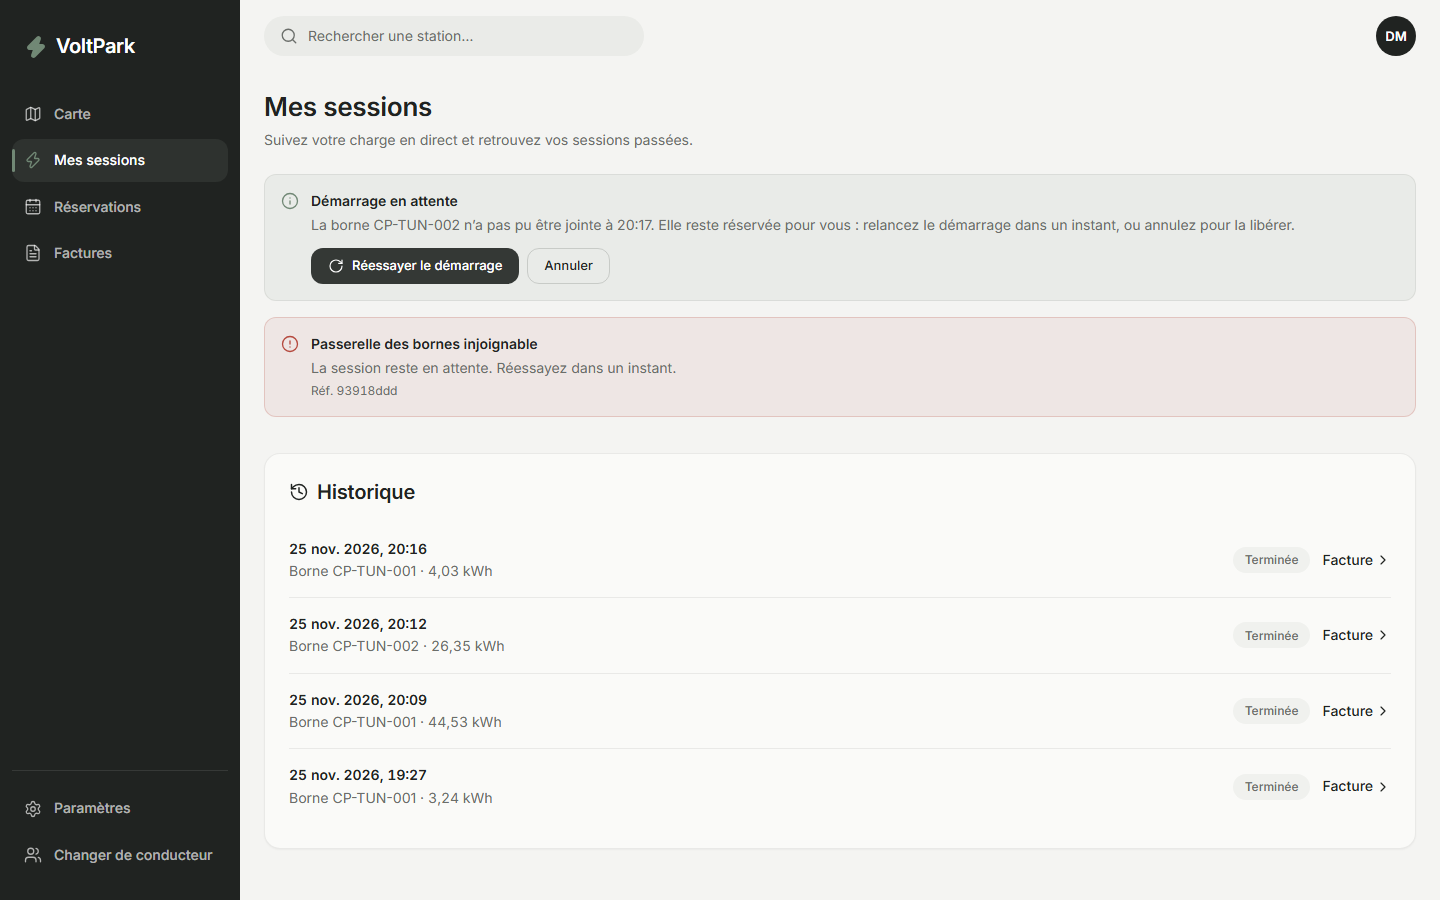 VoltPark
Carte
Mes sessions
Réservations
Factures
Paramètres
Changer de conducteur
Rechercher une station...
DM
Mes sessions
Suivez votre charge en direct et retrouvez vos sessions passées.
Démarrage en attente
La borne CP-TUN-002 n’a pas pu être jointe à 20:17. Elle reste réservée pour vous : relancez le démarrage dans un instant, ou annulez pour la libérer.
Réessayer le démarrage
Annuler
Passerelle des bornes injoignable
La session reste en attente. Réessayez dans un instant.
Réf. 93918ddd
Historique
25 nov. 2026, 20:16
Borne CP-TUN-001 · 4,03 kWh
Terminée
Facture
25 nov. 2026, 20:12
Borne CP-TUN-002 · 26,35 kWh
Terminée
Facture
25 nov. 2026, 20:09
Borne CP-TUN-001 · 44,53 kWh
Terminée
Facture
25 nov. 2026, 19:27
Borne CP-TUN-001 · 3,24 kWh
Terminée
Facture